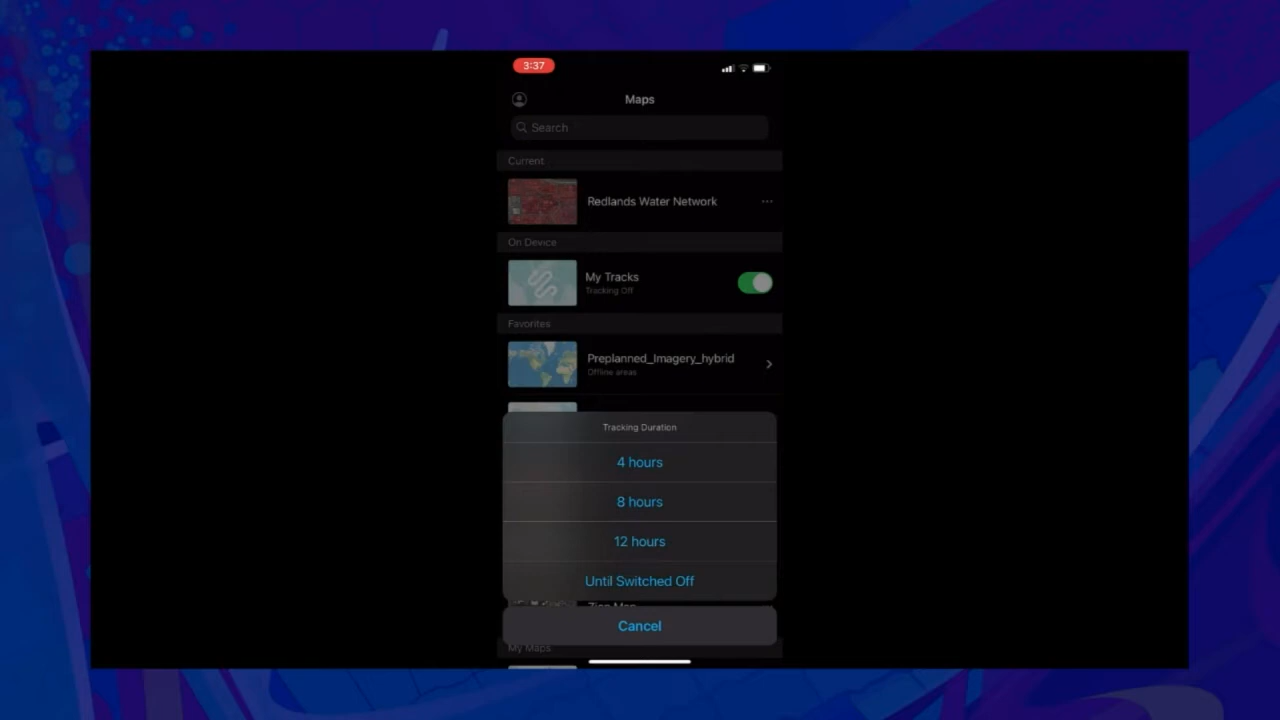 3:37
Maps
Search
Current
Redlands Water Network
On Device
My Tracks
Tracking Off
Favorites
Preplanned_Imagery_hybrid
Offline areas
Tracking Duration
4 hours
8 hours
12 hours
Until Switched Off
Cancel
My Maps